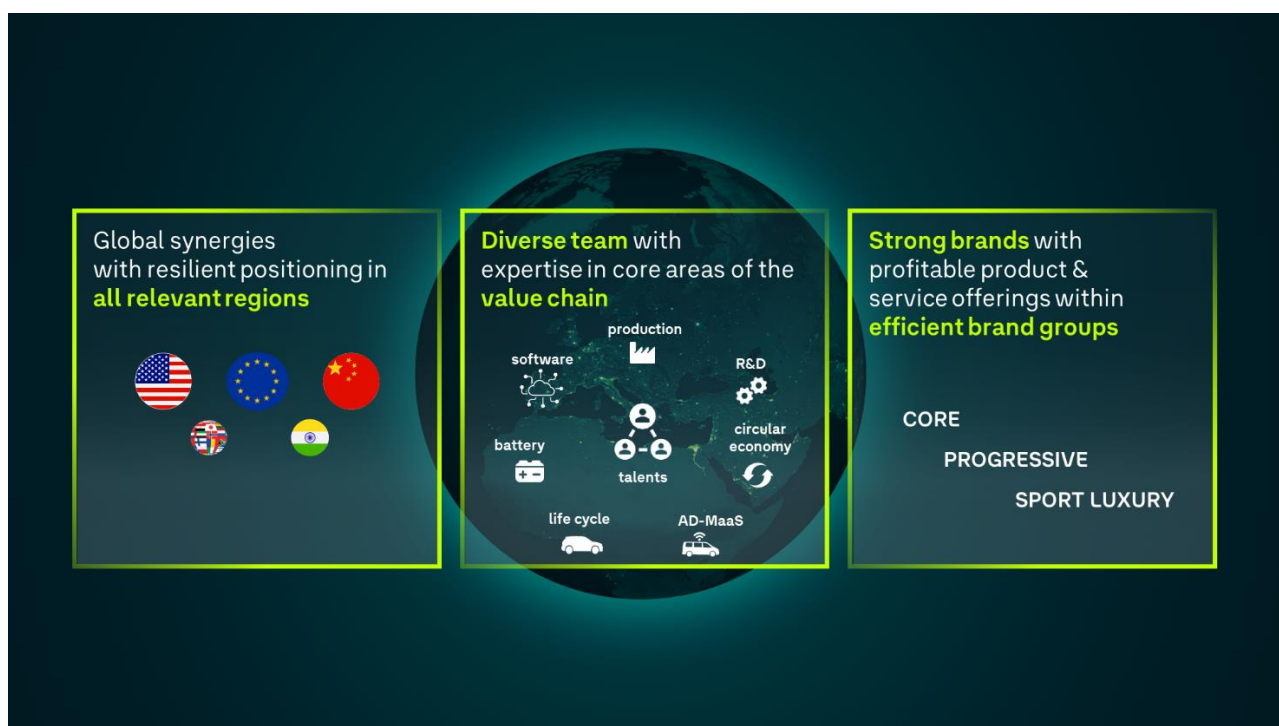 Global synergies
with resilient positioning in
all relevant regions
Diverse team with
expertise in core areas of the
value chain
production
software
R&D
battery
circular
economy
talents
life cycle
AD-MaaS
Strong brands with
profitable product &
service offerings within
efficient brand groups
CORE
PROGRESSIVE
SPORT LUXURY